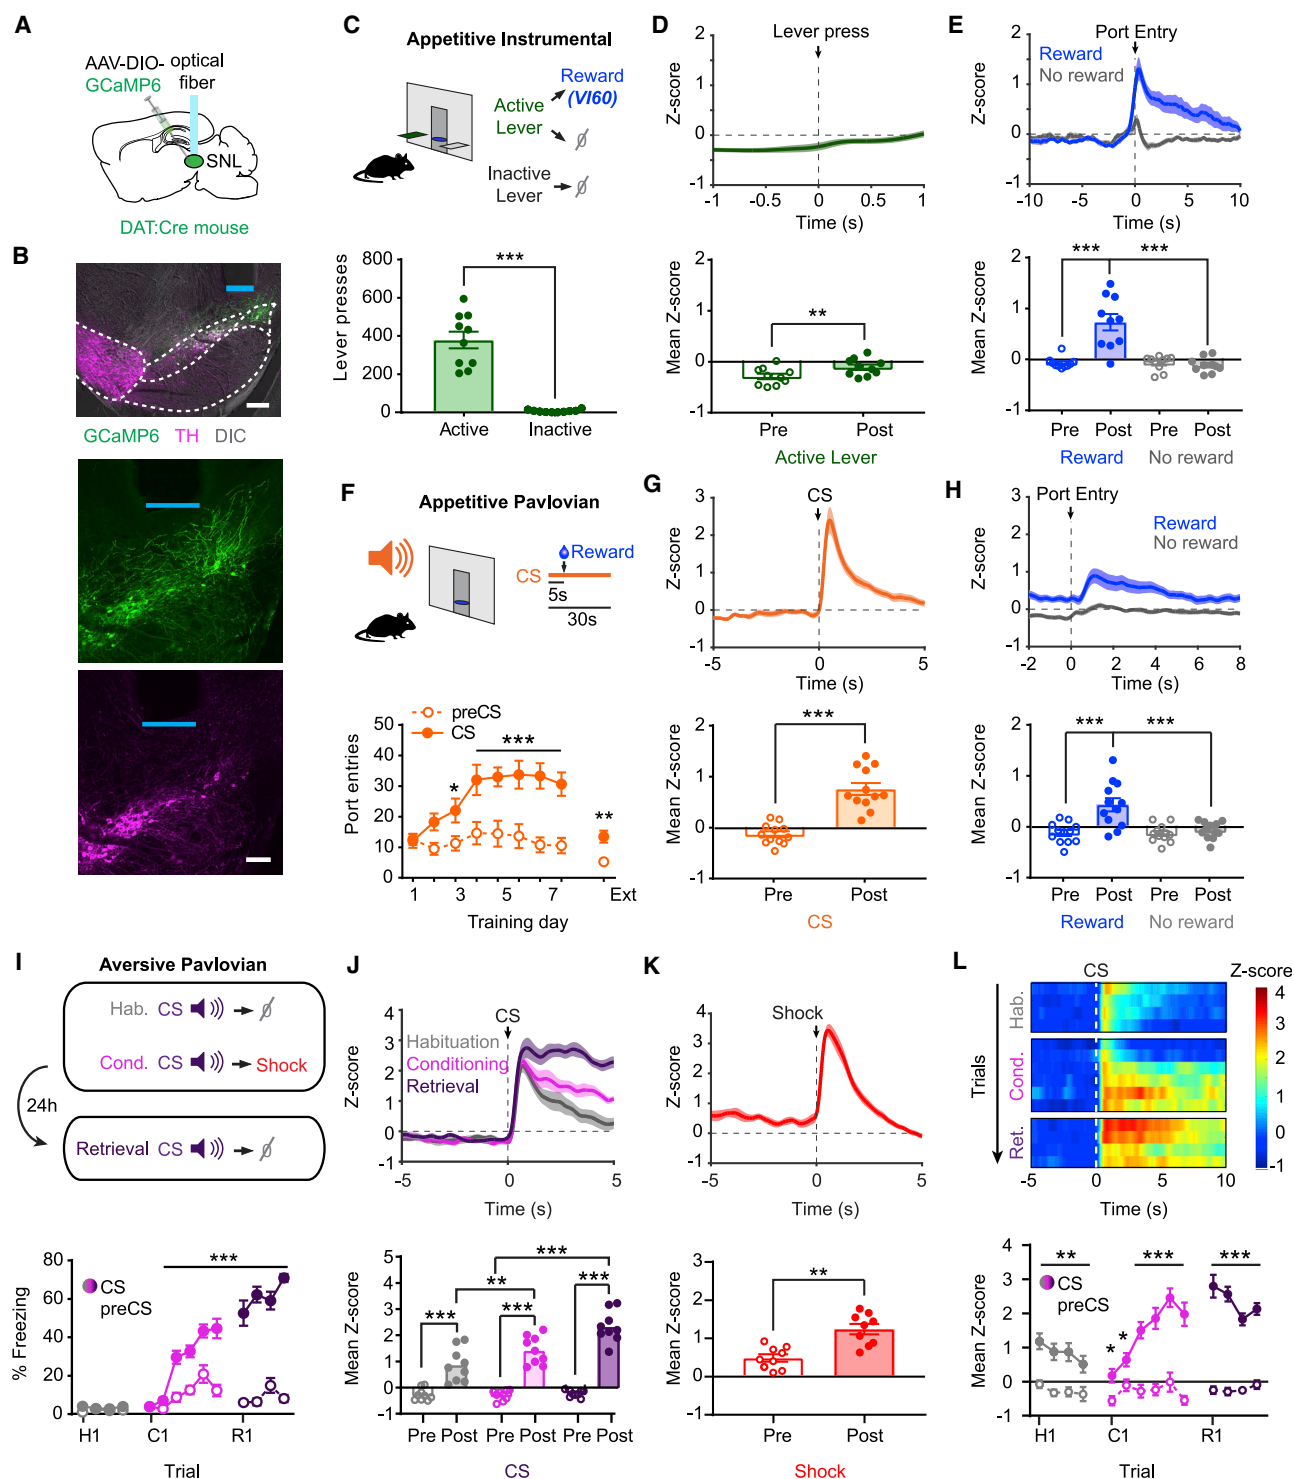 A
AAV-DIO-
GCaMP6
optical
fiber
SNL
DAT:Cre mouse
B
GCaMP6 TH DIC
C
Appetitive Instrumental
Active
Lever
Reward
(VI60)
Inactive
Lever
Lever presses
800
600
400
200
0
***
Active Inactive
D
Lever press
Z-score
2
1
0
-1
-1 -0.5 0 0.5 1
Time (s)
Mean Z-score
2
1
0
-1
**
Pre Post
Active Lever
E
Port Entry
Reward
No reward
Z-score
2
1
0
-1
-10 -5 0 5 10
Time (s)
Mean Z-score
2
1
0
-1
*** ***
Pre Post Pre Post
Reward No reward
F
Appetitive Pavlovian
Reward
CS
5s
30s
preCS
CS
Port entries
50
40
30
20
10
0
* *** **
1 3 5 7 Ext
Training day
G
CS
Z-score
3
2
1
0
-1
-5 0 5
Time (s)
Mean Z-score
2
1
0
-1
***
Pre Post
CS
H
Port Entry
Reward
No reward
Z-score
3
2
1
0
-1
-2 0 2 4 6 8
Time (s)
Mean Z-score
2
1
0
-1
*** ***
Pre Post Pre Post
Reward No reward
I
Aversive Pavlovian
Hab. CS
Cond. CS Shock
24h
Retrieval CS
% Freezing
80
60
40
20
0
***
CS
preCS
H1 C1 R1
Trial
J
CS
Habituation
Conditioning
Retrieval
Z-score
4
3
2
1
0
-1
-5 0 5
Time (s)
Mean Z-score
5
4
3
2
1
0
-1
***
** ***
*** ***
Pre Post Pre Post Pre Post
CS
K
Shock
Z-score
4
3
2
1
0
-1
-5 0 5
Time (s)
Mean Z-score
3
2
1
0
-1
**
Pre Post
Shock
L
CS
Z-score
Trials
Hab.
Cond.
Ret.
4
3
2
1
0
-1
-5 0 5 10
Time (s)
Mean Z-score
4
3
2
1
0
-1
** *** ***
CS
preCS
* *
H1 C1 R1
Trial